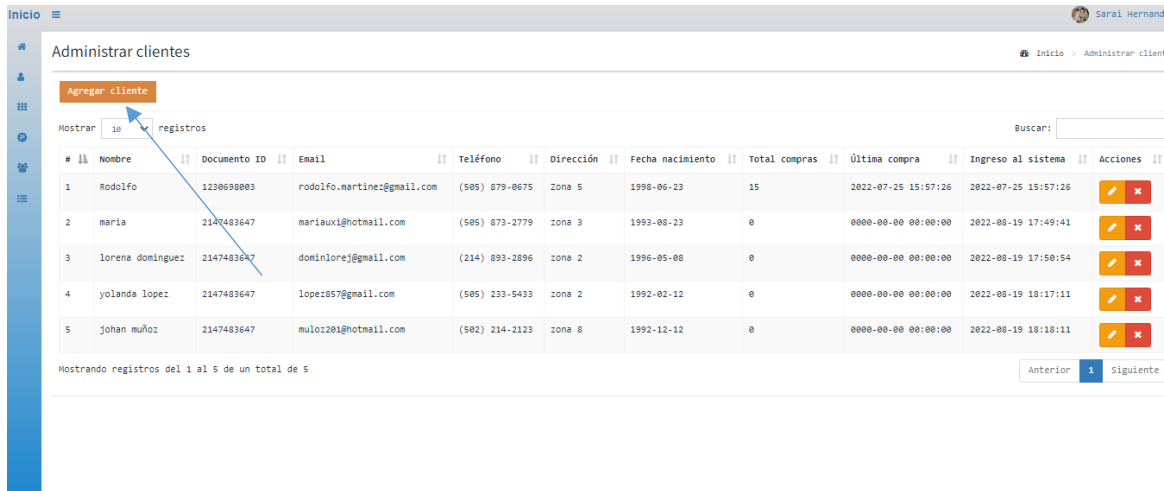 Inicio Sarai Hernand
Administrar clientes Inicio > Administrar client
Agregar cliente
Mostrar 10 registros Buscar:
# Nombre Documento ID Email Teléfono Dirección Fecha nacimiento Total compras Última compra Ingreso al sistema Acciones
1 Rodolfo 1230698003 rodolfo.martinez@gmail.com (505) 879-0675 Zona 5 1998-06-23 15 2022-07-25 15:57:26 2022-07-25 15:57:26
2 maria 2147483647 mariauxi@hotmail.com (505) 873-2779 zona 3 1993-08-23 0 0000-00-00 00:00:00 2022-08-19 17:49:41
3 lorena dominguez 2147483647 dominlorej@gmail.com (214) 893-2896 zona 2 1996-05-08 0 0000-00-00 00:00:00 2022-08-19 17:50:54
4 yolanda lopez 2147483647 lopez857@gmail.com (505) 233-5433 zona 2 1992-02-12 0 0000-00-00 00:00:00 2022-08-19 18:17:11
5 johan muñoz 2147483647 muloz201@hotmail.com (502) 214-2123 zona 8 1992-12-12 0 0000-00-00 00:00:00 2022-08-19 18:18:11
Mostrando registros del 1 al 5 de un total de 5 Anterior 1 Siguiente